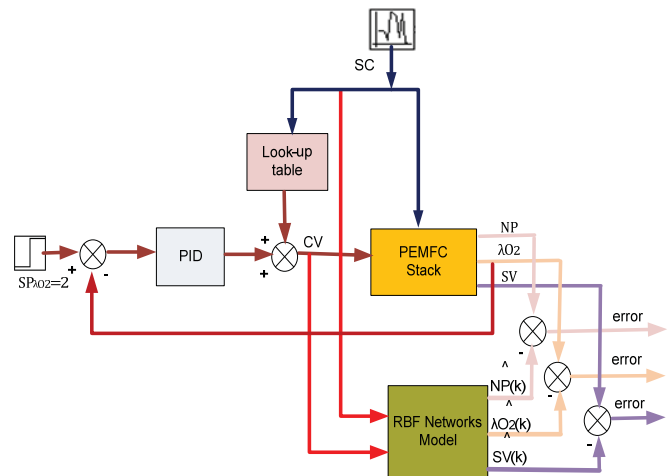 SC
Look-up
table
NP
λO2
SV
+
+
CV
PID
PEMFC
Stack
+
-
SPλO2=2
error
-
^
NP(k)
error
-
^
λO2(k)
error
-
^
SV(k)
RBF Networks
Model